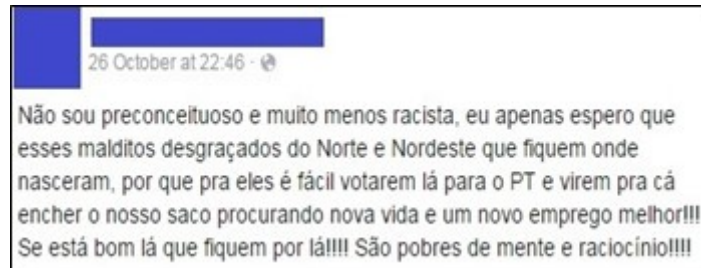 26 October at 22:46 ·
Não sou preconceituoso e muito menos racista, eu apenas espero que
esses malditos desgraçados do Norte e Nordeste que fiquem onde
nasceram, por que pra eles é fácil votarem lá para o PT e virem pra cá
encher o nosso saco procurando nova vida e um novo emprego melhor!!!
Se está bom lá que fiquem por lá!!!! São pobres de mente e raciocínio!!!!